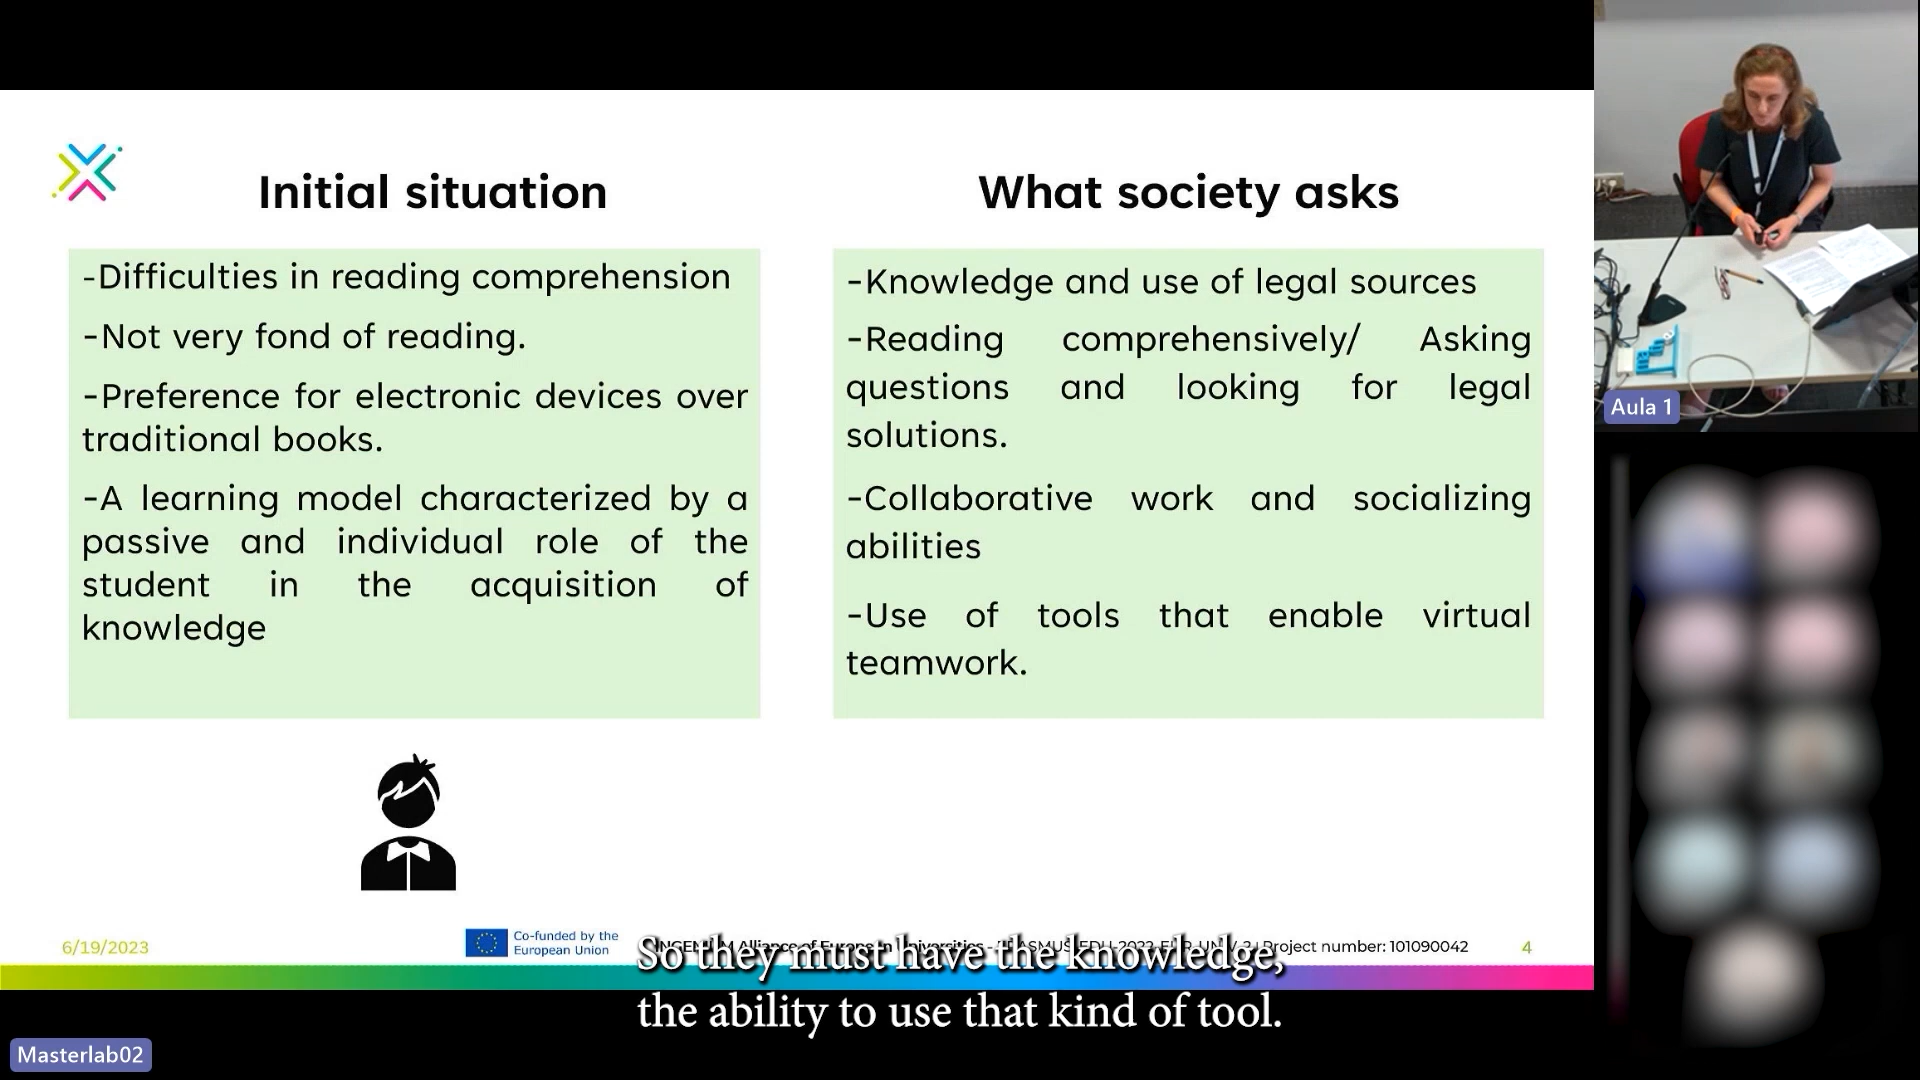 Initial situation
-Difficulties in reading comprehension
-Not very fond of reading.
-Preference for electronic devices over
traditional books.
-A learning model characterized by a
passive and individual role of the
student in the acquisition of
knowledge
What society asks
-Knowledge and use of legal sources
-Reading comprehensively/ Asking
questions and looking for legal
solutions.
-Collaborative work and socializing
abilities
-Use of tools that enable virtual
teamwork.
Aula 1
6/19/2023
Co-funded by the
European Union
Alliance of European Universities - Project number: 101090042
4
So they must have the knowledge,
the ability to use that kind of tool.
Masterlab02